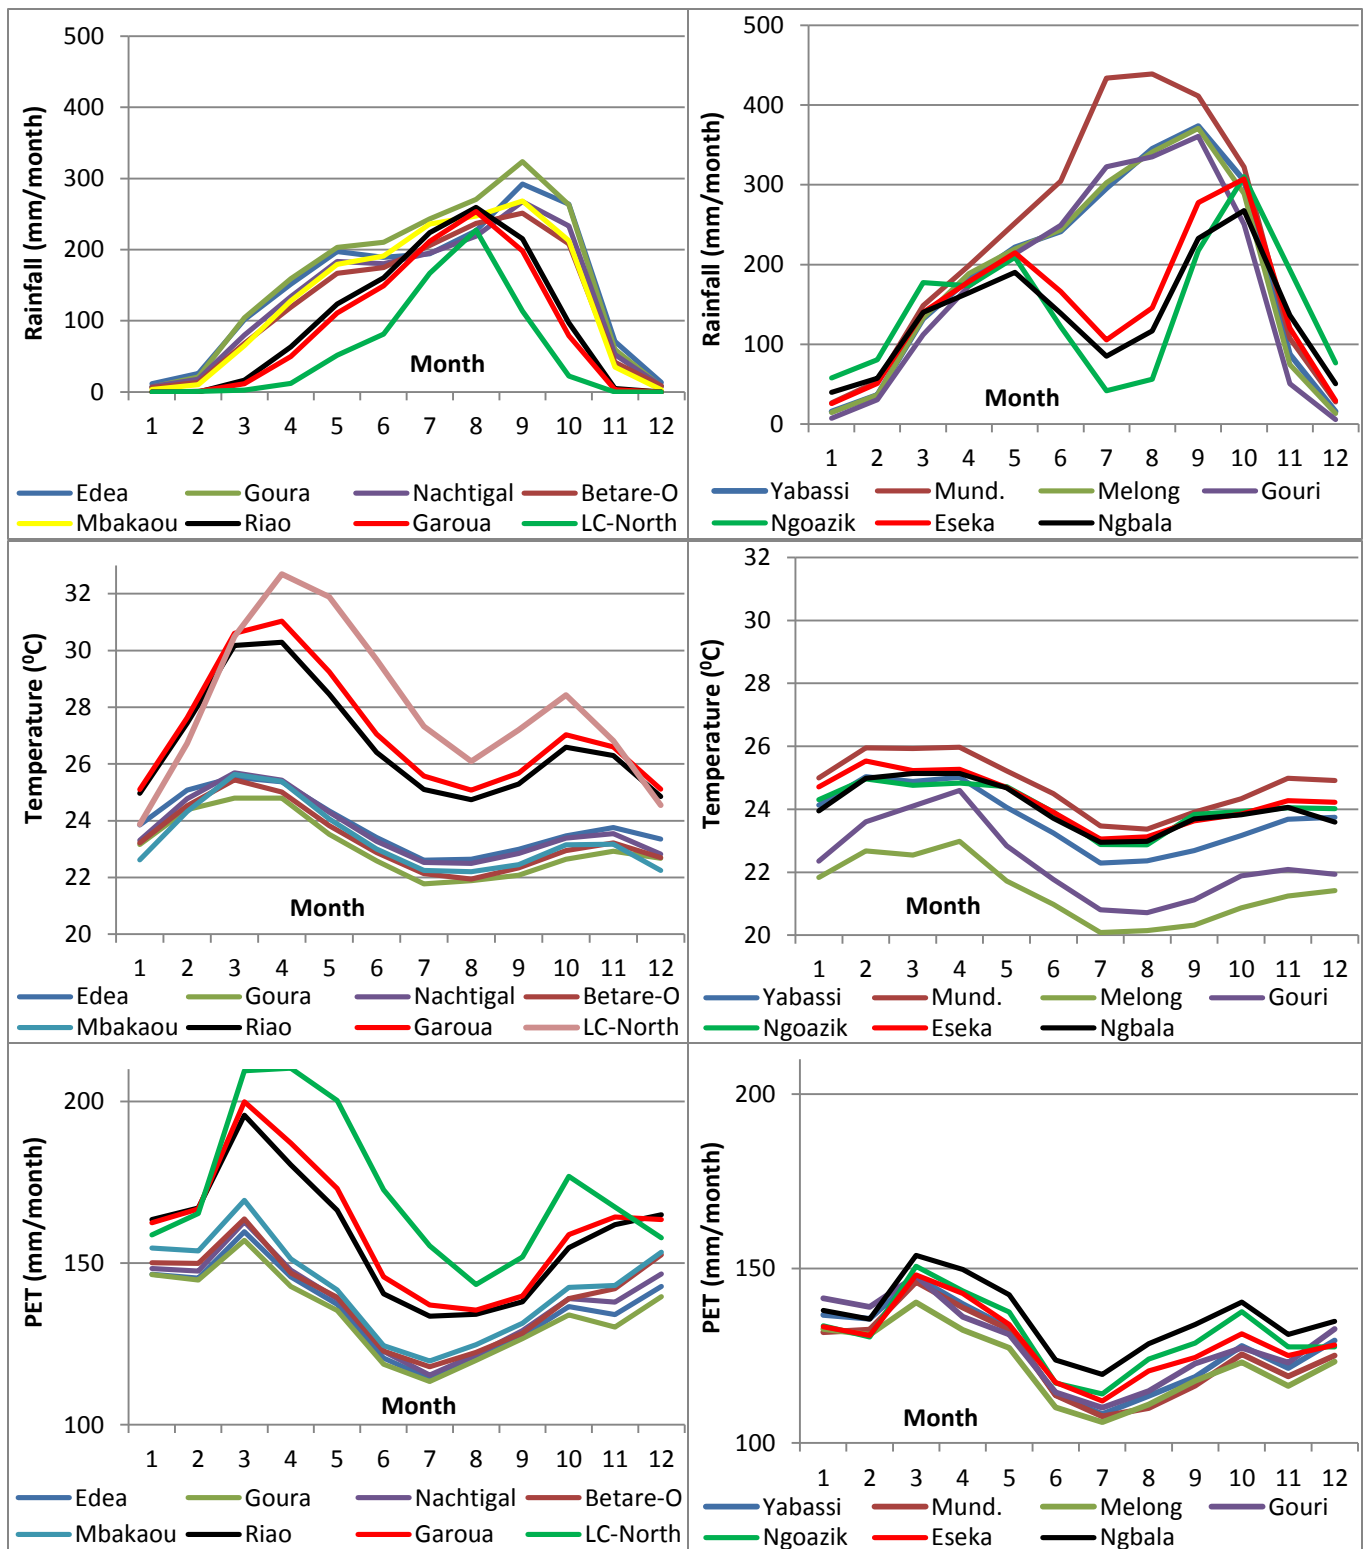 500
400
300
200
100
0
Rainfall (mm/month)
Month
1 2 3 4 5 6 7 8 9 10 11 12
Edea Goura Nachtigal Betare-O
Mbakaou Riao Garoua LC-North
500
400
300
200
100
0
Rainfall (mm/month)
Month
1 2 3 4 5 6 7 8 9 10 11 12
Yabassi Mund. Melong Gouri
Ngoazik Eseka Ngbala
32
30
28
26
24
22
20
Temperature (⁰C)
Month
1 2 3 4 5 6 7 8 9 10 11 12
Edea Goura Nachtigal Betare-O
Mbakaou Riao Garoua LC-North
32
30
28
26
24
22
20
Temperature (⁰C)
Month
1 2 3 4 5 6 7 8 9 10 11 12
Yabassi Mund. Melong Gouri
Ngoazik Eseka Ngbala
200
150
100
PET (mm/month)
Month
1 2 3 4 5 6 7 8 9 10 11 12
Edea Goura Nachtigal Betare-O
Mbakaou Riao Garoua LC-North
200
150
100
PET (mm/month)
Month
1 2 3 4 5 6 7 8 9 10 11 12
Yabassi Mund. Melong Gouri
Ngoazik Eseka Ngbala